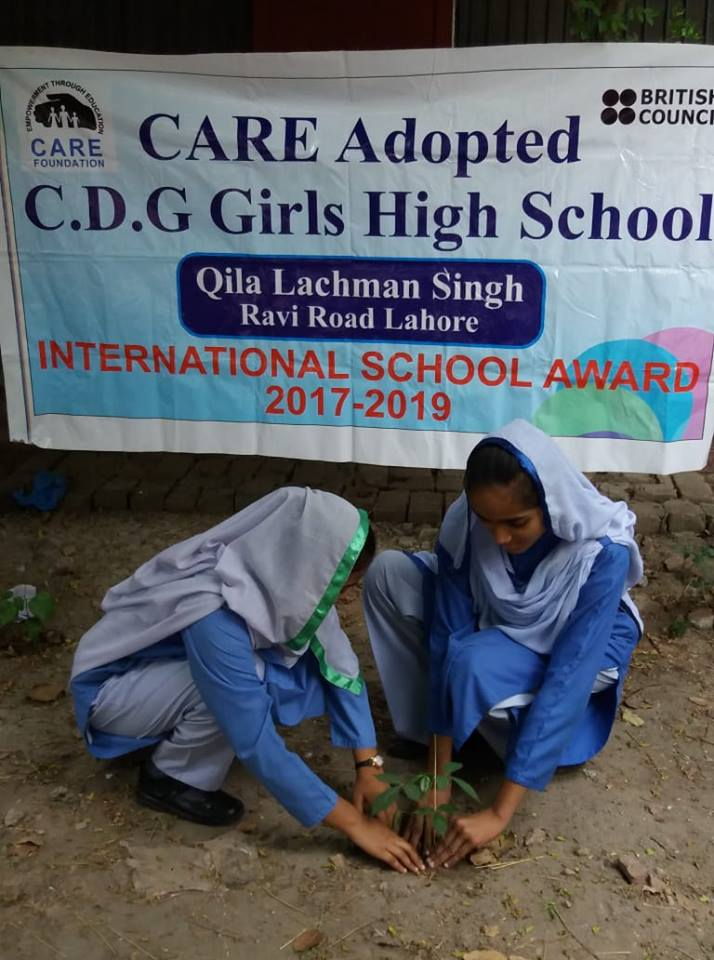 EMPOWERMENT THROUGH EDUCATION
CARE
FOUNDATION
BRITISH
COUNCI
CARE Adopted
C.D.G Girls High School
Qila Lachman Singh
Ravi Road Lahore
INTERNATIONAL SCHOOL AWARD
2017-2019